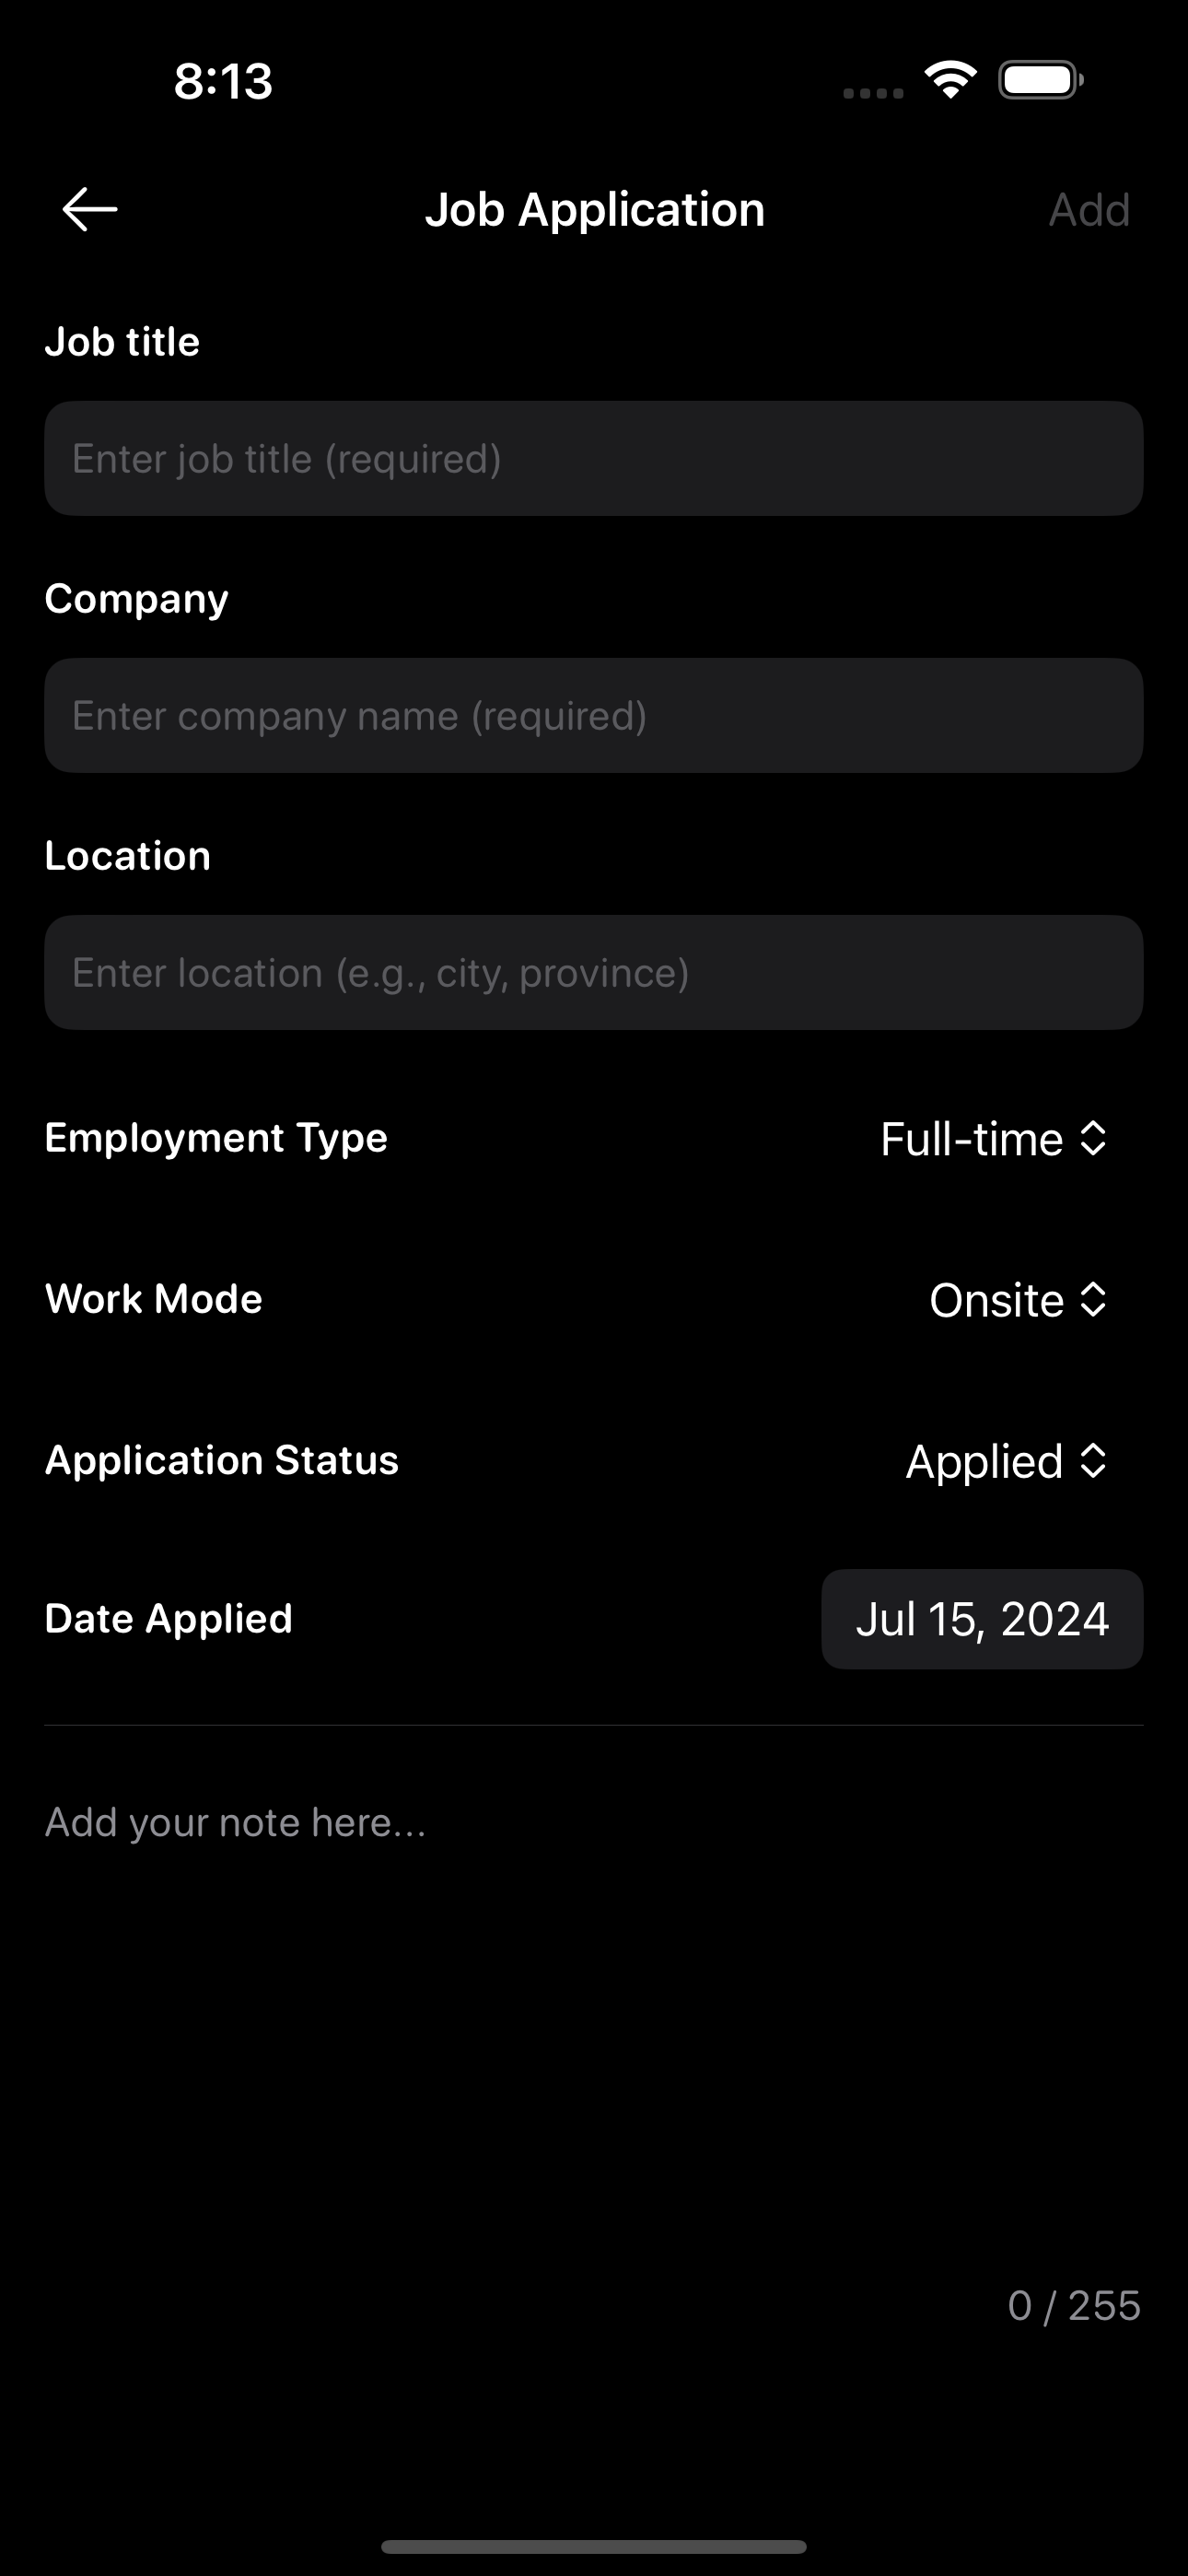 8:13
Job Application
Add
Job title
Enter job title (required)
Company
Enter company name (required)
Location
Enter location (e.g., city, province)
Employment Type
Full-time
Work Mode
Onsite
Application Status
Applied
Date Applied
Jul 15, 2024
Add your note here...
0 / 255